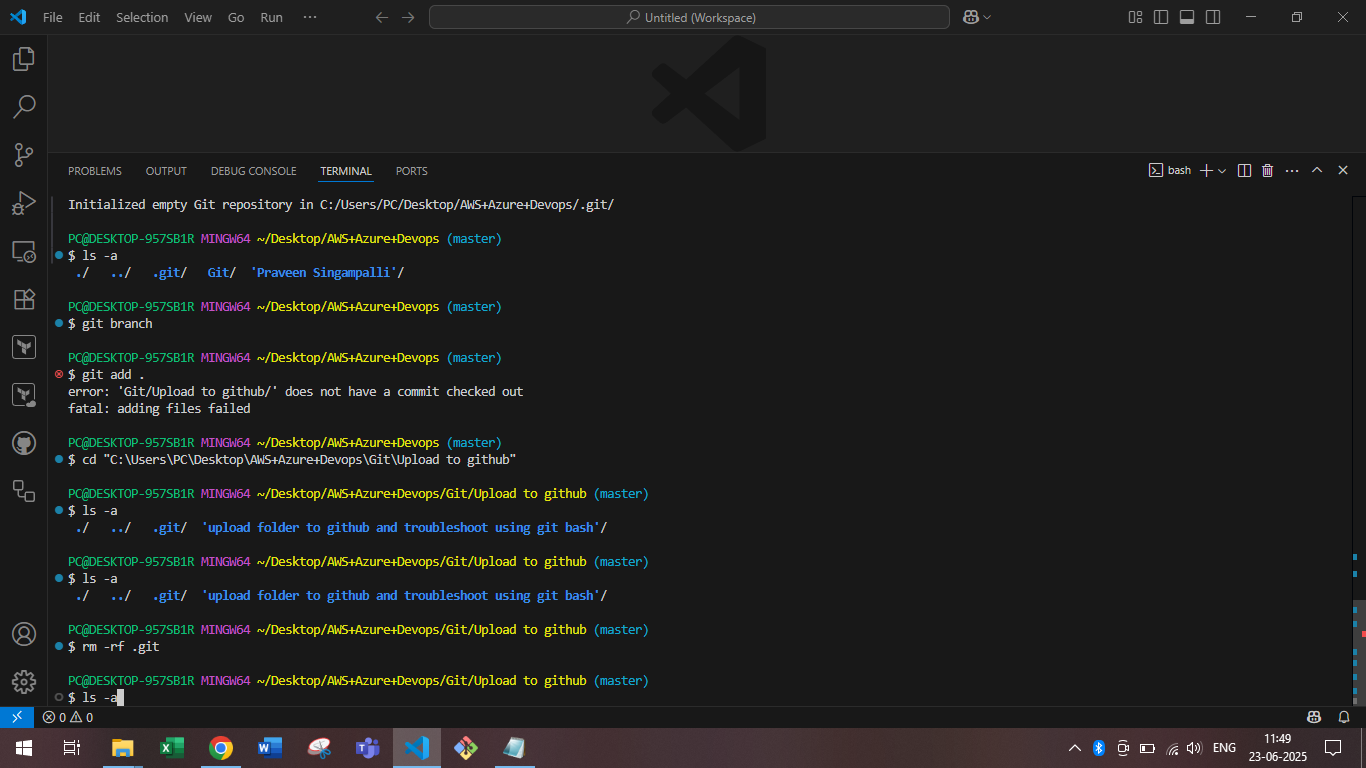 File Edit Selection View Go Run ···
Untitled (Workspace)
PROBLEMS OUTPUT DEBUG CONSOLE TERMINAL PORTS
bash
Initialized empty Git repository in C:/Users/PC/Desktop/AWS+Azure+Devops/.git/
PC@DESKTOP-957SB1R MINGW64 ~/Desktop/AWS+Azure+Devops (master)
$ ls -a
./ ../ .git/ Git/ 'Praveen Singampalli'/
PC@DESKTOP-957SB1R MINGW64 ~/Desktop/AWS+Azure+Devops (master)
$ git branch
PC@DESKTOP-957SB1R MINGW64 ~/Desktop/AWS+Azure+Devops (master)
$ git add .
error: 'Git/Upload to github/' does not have a commit checked out
fatal: adding files failed
PC@DESKTOP-957SB1R MINGW64 ~/Desktop/AWS+Azure+Devops (master)
$ cd "C:\Users\PC\Desktop\AWS+Azure+Devops\Git\Upload to github"
PC@DESKTOP-957SB1R MINGW64 ~/Desktop/AWS+Azure+Devops/Git/Upload to github (master)
$ ls -a
./ ../ .git/ 'upload folder to github and troubleshoot using git bash'/
PC@DESKTOP-957SB1R MINGW64 ~/Desktop/AWS+Azure+Devops/Git/Upload to github (master)
$ ls -a
./ ../ .git/ 'upload folder to github and troubleshoot using git bash'/
PC@DESKTOP-957SB1R MINGW64 ~/Desktop/AWS+Azure+Devops/Git/Upload to github (master)
$ rm -rf .git
PC@DESKTOP-957SB1R MINGW64 ~/Desktop/AWS+Azure+Devops/Git/Upload to github (master)
$ ls -a
0 0
ENG
11:49
23-06-2025